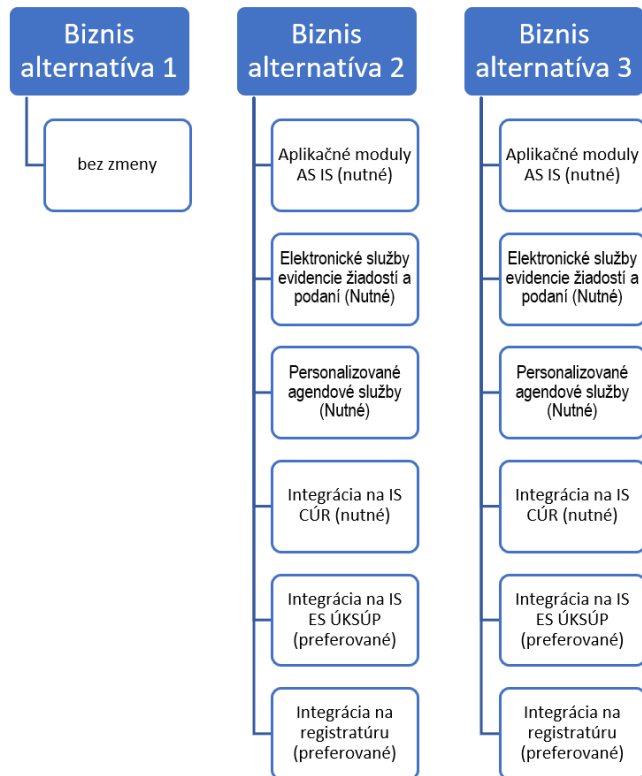 Biznis
alternatíva 1
bez zmeny
Biznis
alternatíva 2
Aplikačné moduly
AS IS (nutné)
Elektronické služby
evidencie žiadostí a
podaní (Nutné)
Personalizované
agendové služby
(Nutné)
Integrácia na IS
CÚR (nutné)
Integrácia na IS
ES ÚKSÚP
(preferované)
Integrácia na
registratúru
(preferované)
Biznis
alternatíva 3
Aplikačné moduly
AS IS (nutné)
Elektronické služby
evidencie žiadostí a
podaní (Nutné)
Personalizované
agendové služby
(Nutné)
Integrácia na IS
CÚR (nutné)
Integrácia na IS
ES ÚKSÚP
(preferované)
Integrácia na
registratúru
(preferované)